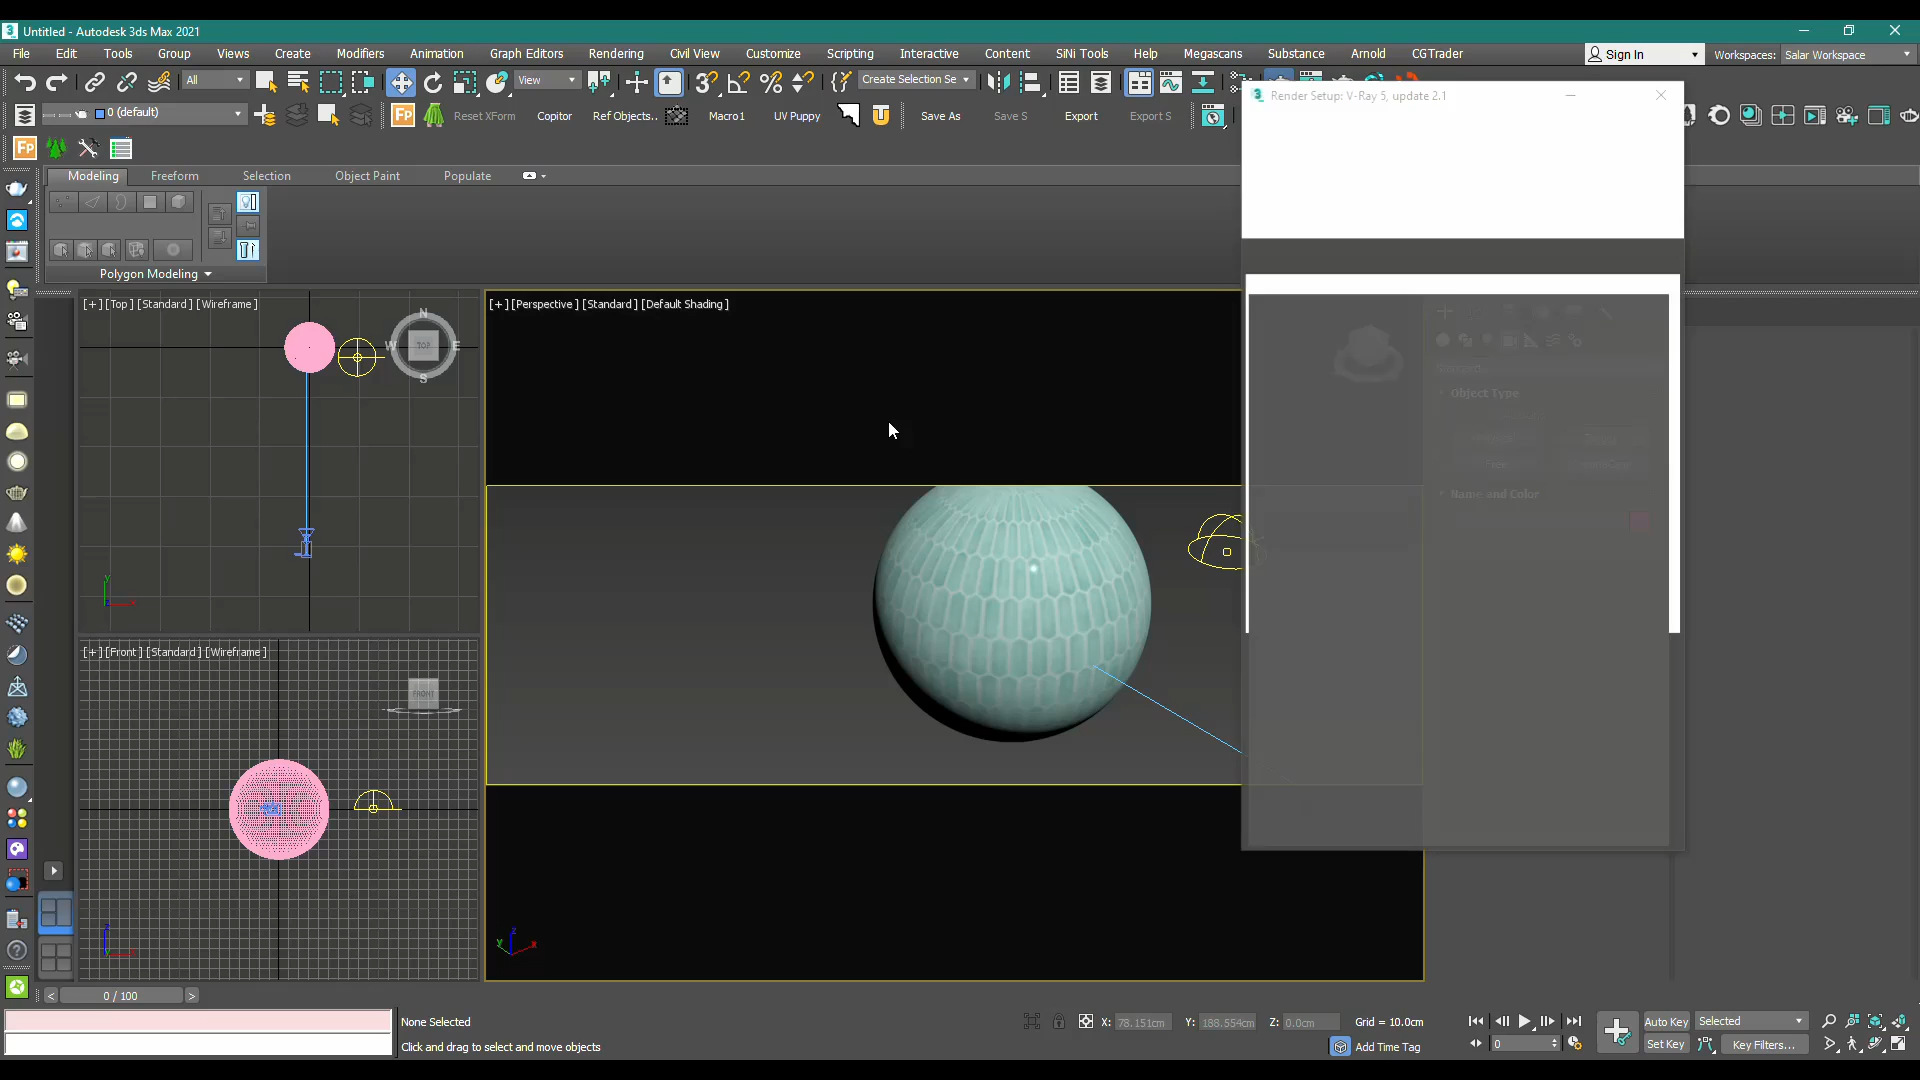 Untitled - Autodesk 3ds Max 2021
File Edit Tools Group Views Create Modifiers Animation Graph Editors Rendering Civil View Customize Scripting Interactive Content SiNi Tools Help Megascans Substance Arnold CGTrader Sign In Workspaces: Salar Workspace
All View Create Selection Se
Render Setup: V-Ray 5, update 2.1
0 (default) Reset XForm Copitor Ref Objects.. Macro1 UV Puppy Save As Save S Export Export S
Modeling Freeform Selection Object Paint Populate
Polygon Modeling
[+] [Top] [Standard] [Wireframe]
N
W TOP E
S
[+] [Perspective] [Standard] [Default Shading]
Object Type
Free
Name and Color
y
[+] [Front] [Standard] [Wireframe]
FRONT
z
z
y x
< 0 / 100 >
None Selected
X: 78.151cm Y: 188.554cm Z: 0.0cm Grid = 10.0cm
Auto Key Selected
Click and drag to select and move objects
Add Time Tag
0
Set Key Key Filters...